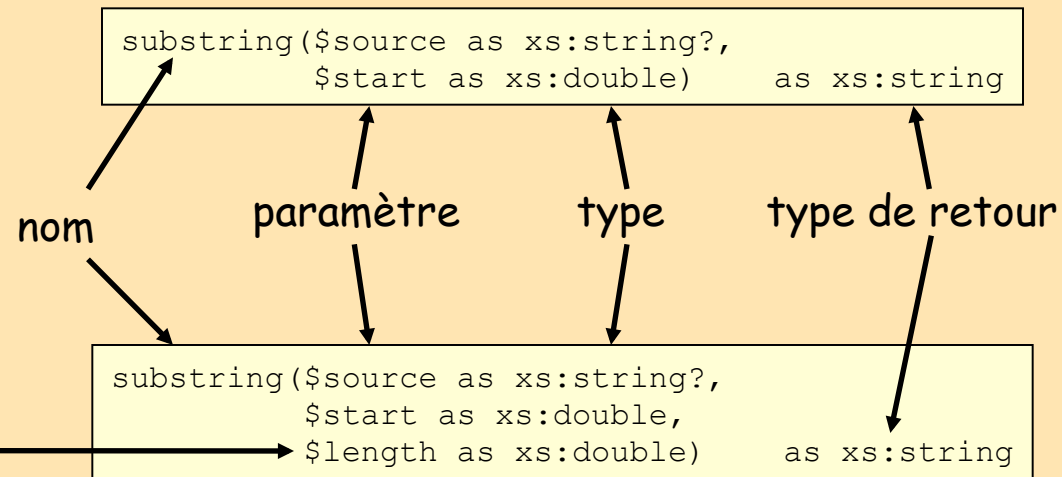 substring($source as xs:string?,
$start as xs:double) as xs:string
nom paramètre type type de retour
substring($source as xs:string?,
$start as xs:double,
$length as xs:double) as xs:string